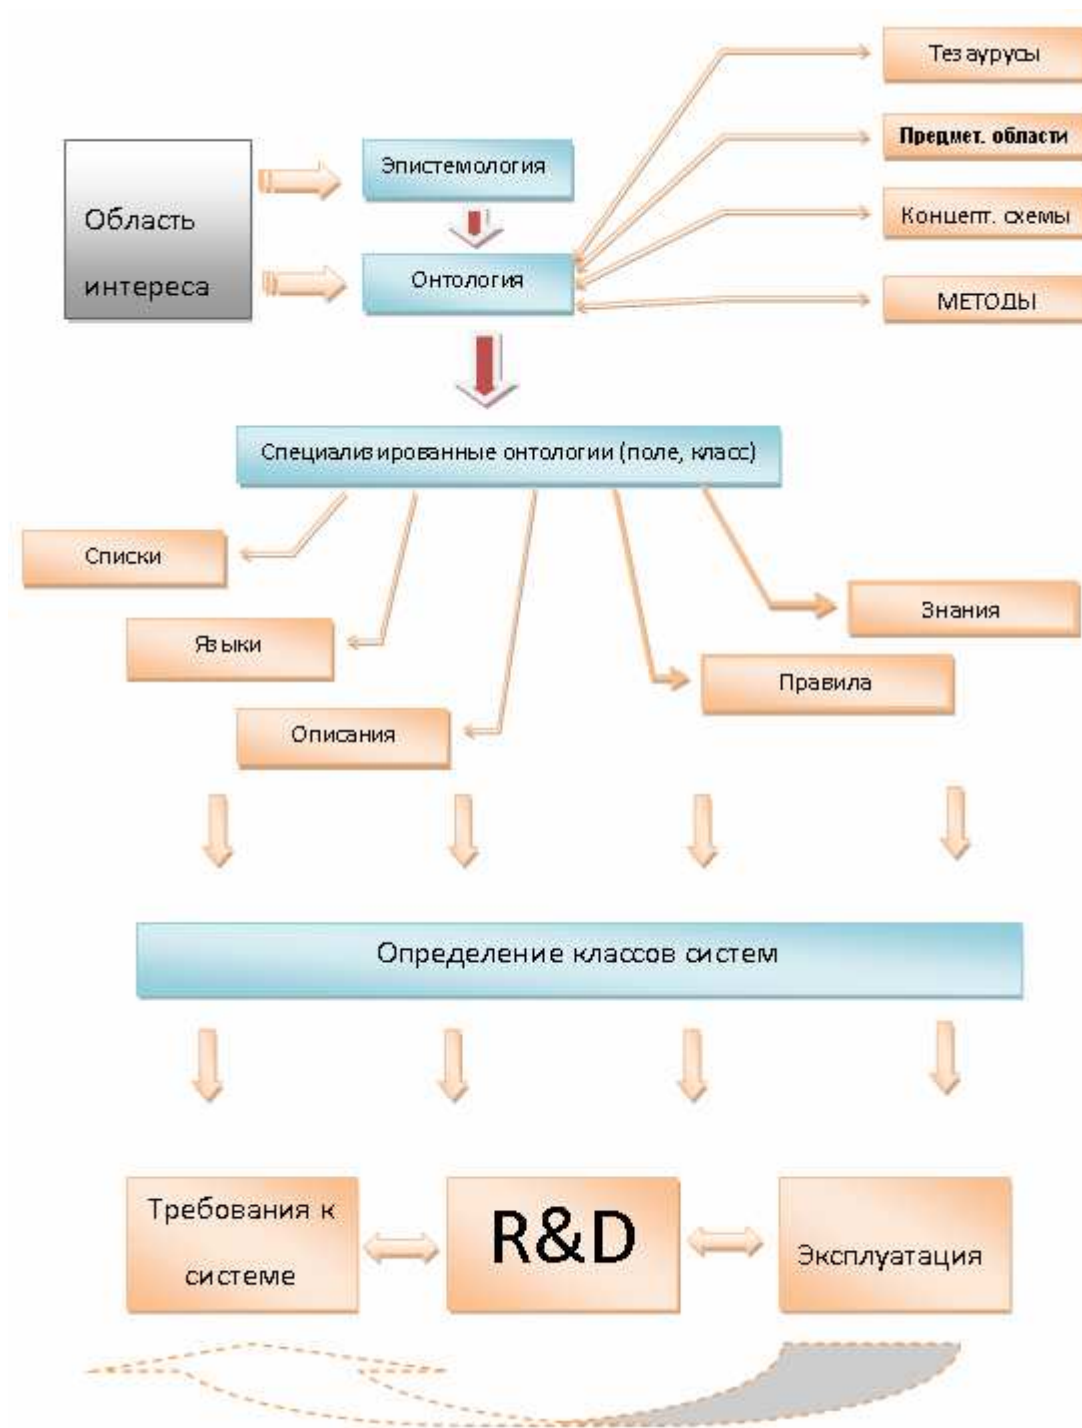 Тезаурусы
Предмет. области
Эпистемология
Область
интереса
Концепт. схемы
Онтология
МЕТОДЫ
Специализированные онтологии (поле, класс)
Списки
Знания
Языки
Правила
Описания
Определение классов систем
Требования к
системе
R&D
Эксплуатация